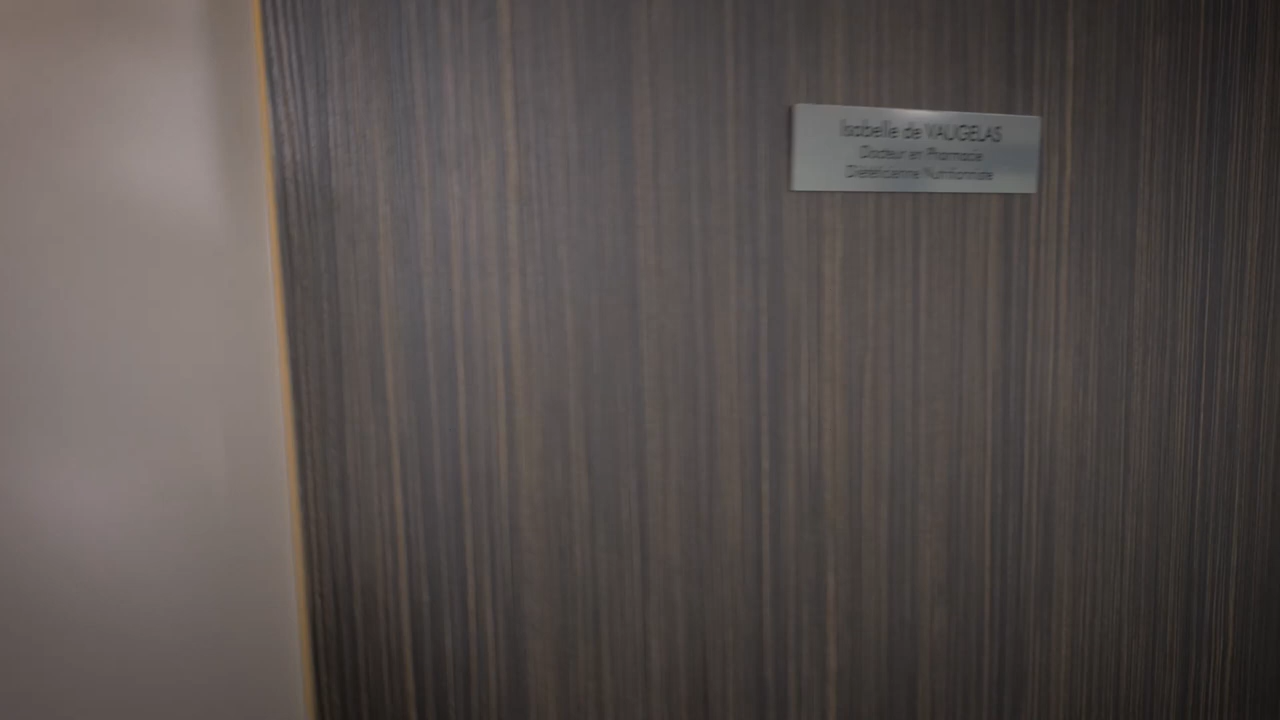 Isabelle de VAUGELAS
Docteur en Pharmacie
Diététicienne Nutritionniste